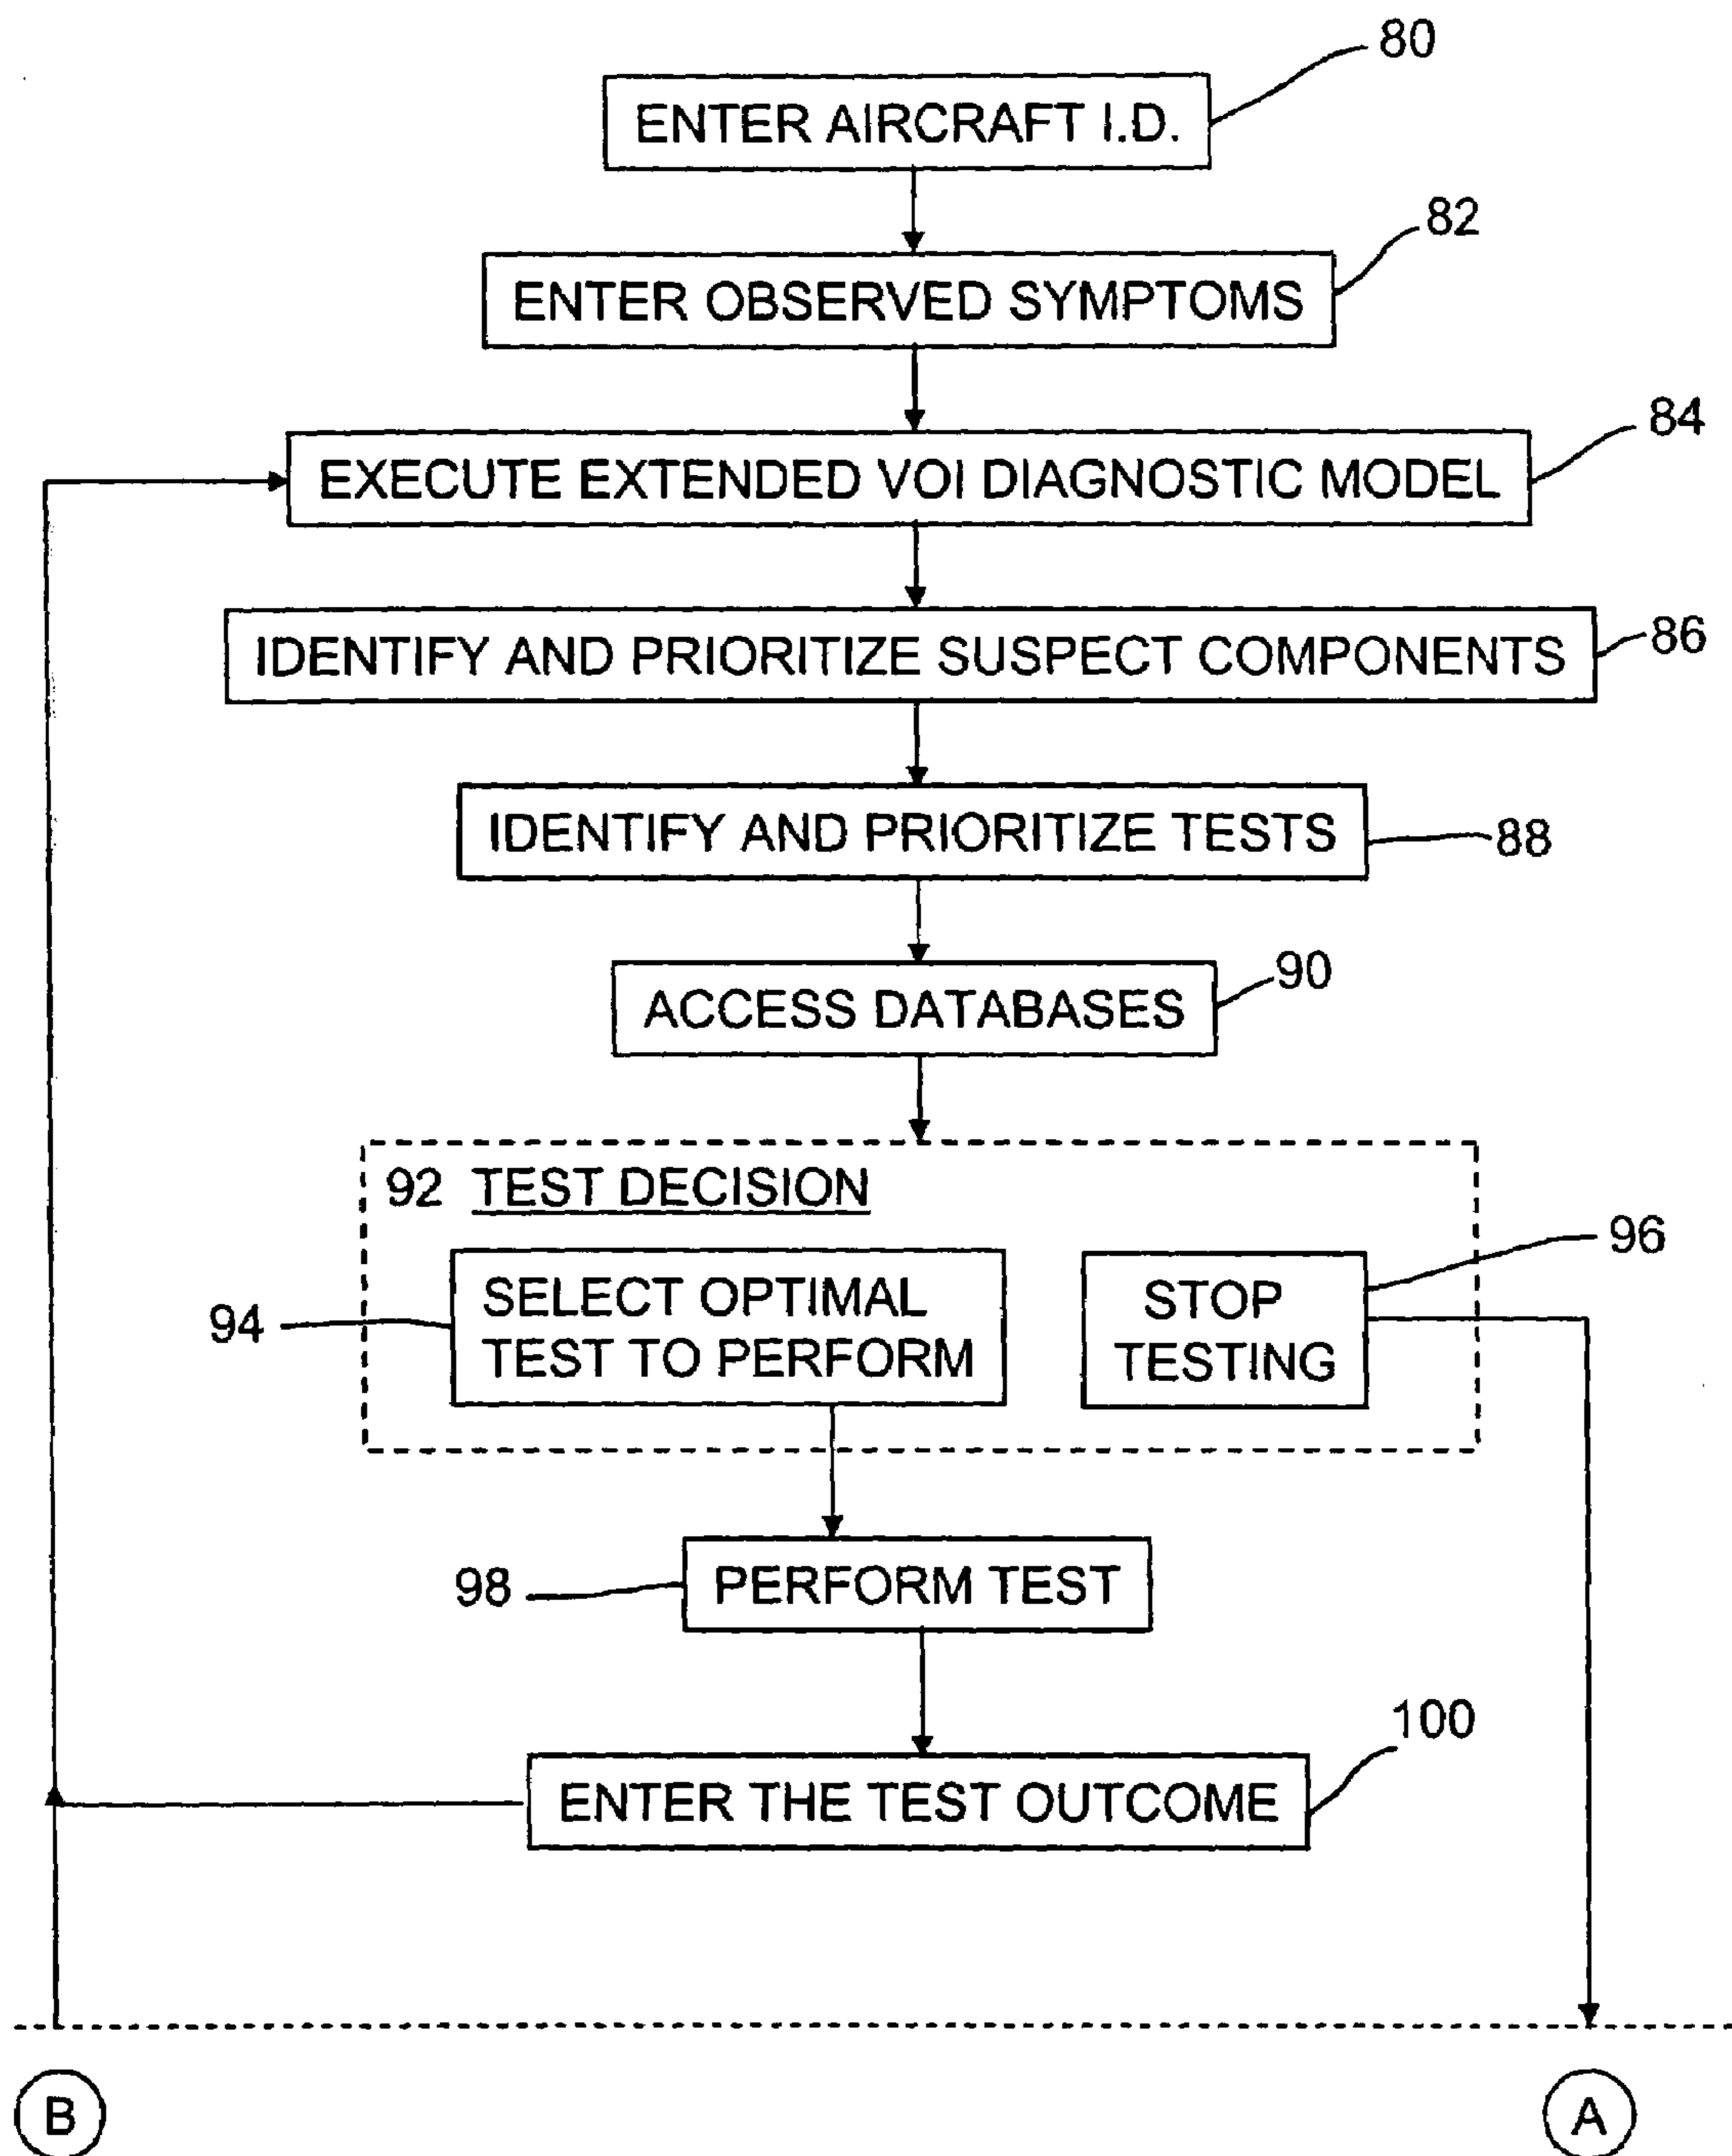 80
ENTER AIRCRAFT I.D.
82
ENTER OBSERVED SYMPTOMS
84
EXECUTE EXTENDED VOI DIAGNOSTIC MODEL
86
IDENTIFY AND PRIORITIZE SUSPECT COMPONENTS
IDENTIFY AND PRIORITIZE TESTS
88
90
ACCESS DATABASES
92 TEST DECISION
96
94
SELECT OPTIMAL
TEST TO PERFORM
STOP
TESTING
98
PERFORM TEST
100
ENTER THE TEST OUTCOME
B
A